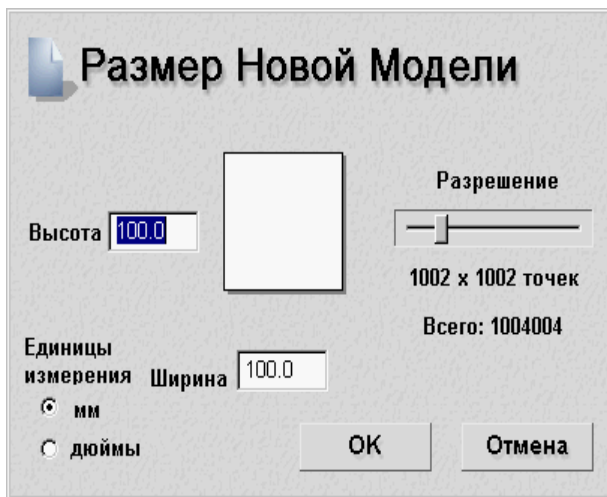 Размер Новой Модели
Разрешение
Высота 100.0
1002 x 1002 точек
Всего: 1004004
Единицы
измерения
Ширина 100.0
мм
дюймы
OK
Отмена